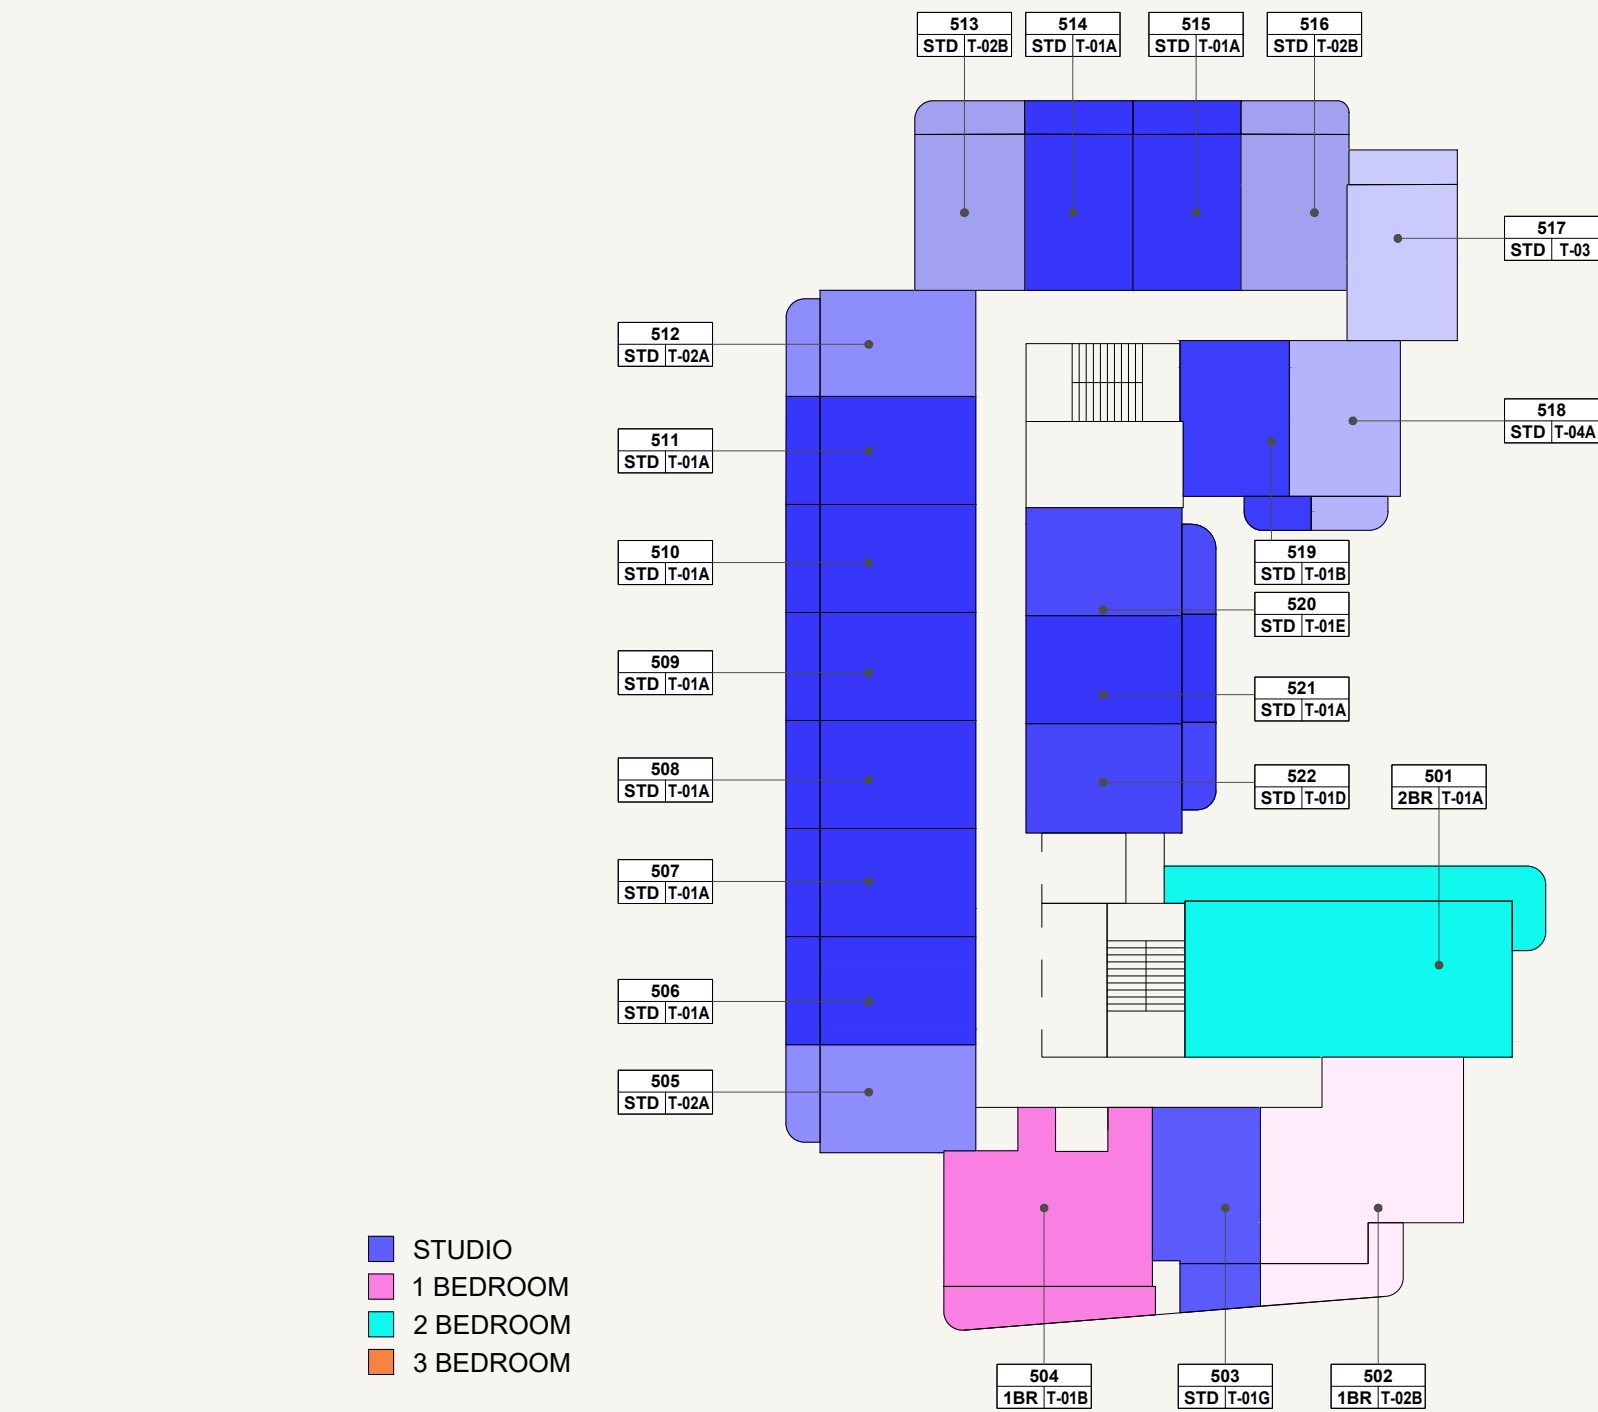 513
STD T-02B
514
STD T-01A
515
STD T-01A
516
STD T-02B
517
STD T-03
512
STD T-02A
518
STD T-04A
511
STD T-01A
510
STD T-01A
519
STD T-01B
520
STD T-01E
509
STD T-01A
521
STD T-01A
508
STD T-01A
522
STD T-01D
501
2BR T-01A
507
STD T-01A
506
STD T-01A
505
STD T-02A
STUDIO
1 BEDROOM
2 BEDROOM
3 BEDROOM
504
1BR T-01B
503
STD T-01G
502
1BR T-02B